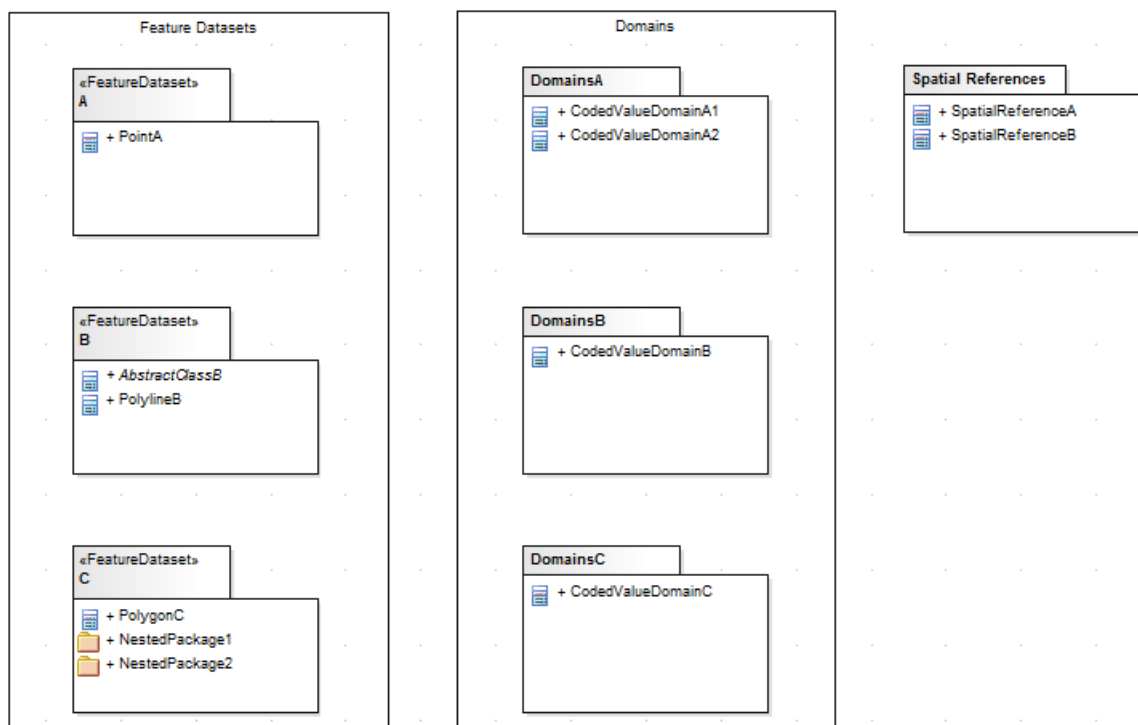 Feature Datasets
«FeatureDataset»
A
+ PointA
«FeatureDataset»
B
+ AbstractClassB
+ PolylineB
«FeatureDataset»
C
+ PolygonC
+ NestedPackage1
+ NestedPackage2
Domains
DomainsA
+ CodedValueDomainA1
+ CodedValueDomainA2
DomainsB
+ CodedValueDomainB
DomainsC
+ CodedValueDomainC
Spatial References
+ SpatialReferenceA
+ SpatialReferenceB